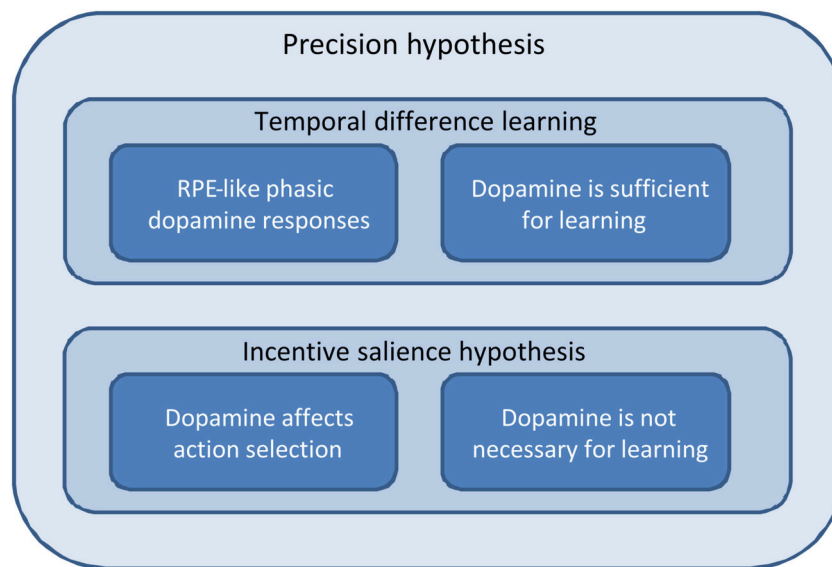 Precision hypothesis
Temporal difference learning
RPE-like phasic
dopamine responses
Dopamine is sufficient
for learning
Incentive salience hypothesis
Dopamine affects
action selection
Dopamine is not
necessary for learning